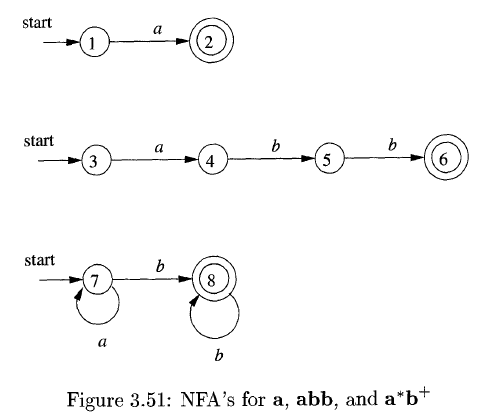 start
a
1
2
start
a
b
b
3
4
5
6
start
b
7
8
a
b
Figure 3.51: NFA's for a, abb, and a*b+